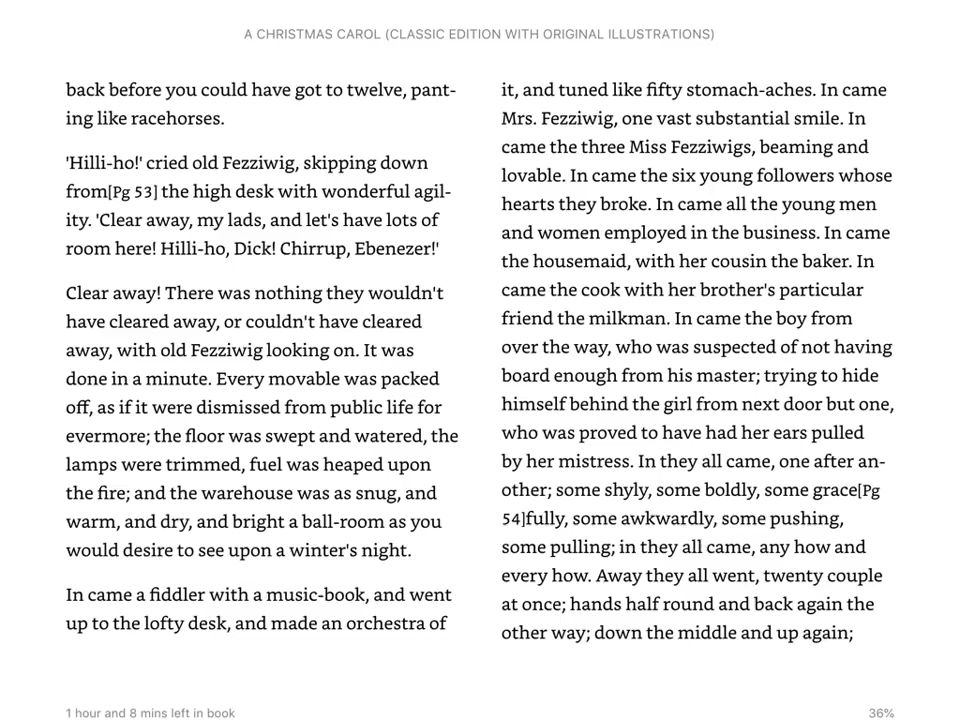 A CHRISTMAS CAROL (CLASSIC EDITION WITH ORIGINAL ILLUSTRATIONS)
back before you could have got to twelve, pant-
ing like racehorses.
'Hilli-ho!' cried old Fezziwig, skipping down
from[Pg 53] the high desk with wonderful agil-
ity. 'Clear away, my lads, and let's have lots of
room here! Hilli-ho, Dick! Chirrup, Ebenezer!'
Clear away! There was nothing they wouldn't
have cleared away, or couldn't have cleared
away, with old Fezziwig looking on. It was
done in a minute. Every movable was packed
off, as if it were dismissed from public life for
evermore; the floor was swept and watered, the
lamps were trimmed, fuel was heaped upon
the fire; and the warehouse was as snug, and
warm, and dry, and bright a ball-room as you
would desire to see upon a winter's night.
In came a fiddler with a music-book, and went
up to the lofty desk, and made an orchestra of
it, and tuned like fifty stomach-aches. In came
Mrs. Fezziwig, one vast substantial smile. In
came the three Miss Fezziwigs, beaming and
lovable. In came the six young followers whose
hearts they broke. In came all the young men
and women employed in the business. In came
the housemaid, with her cousin the baker. In
came the cook with her brother's particular
friend the milkman. In came the boy from
over the way, who was suspected of not having
board enough from his master; trying to hide
himself behind the girl from next door but one,
who was proved to have had her ears pulled
by her mistress. In they all came, one after an-
other; some shyly, some boldly, some grace[Pg
54]fully, some awkwardly, some pushing,
some pulling; in they all came, any how and
every how. Away they all went, twenty couple
at once; hands half round and back again the
other way; down the middle and up again;
1 hour and 8 mins left in book
36%